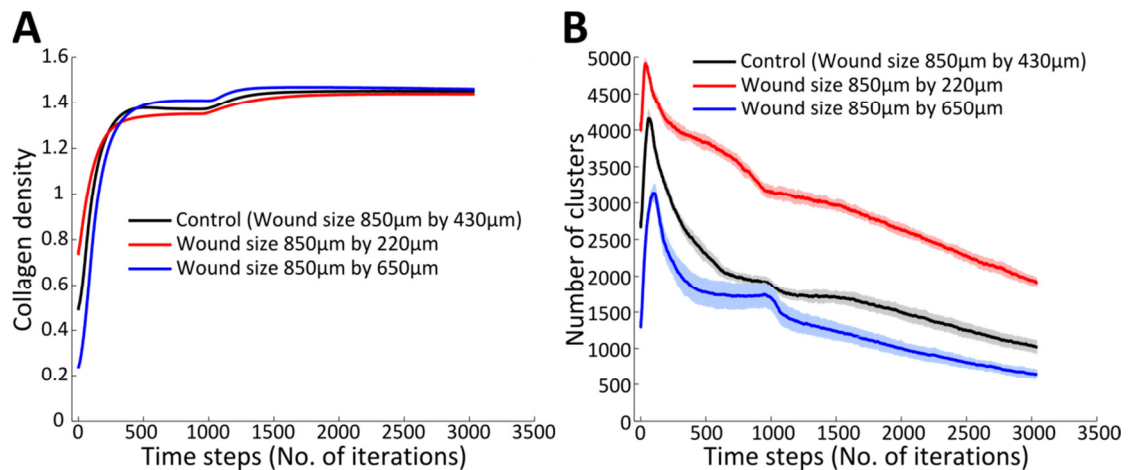 A
Collagen density
1.6
1.4
1.2
1
0.8
0.6
0.4
0.2
0
Control (Wound size 850µm by 430µm)
Wound size 850µm by 220µm
Wound size 850µm by 650µm
0 500 1000 1500 2000 2500 3000 3500
Time steps (No. of iterations)
B
Number of clusters
5000
4500
4000
3500
3000
2500
2000
1500
1000
500
0
Control (Wound size 850µm by 430µm)
Wound size 850µm by 220µm
Wound size 850µm by 650µm
0 500 1000 1500 2000 2500 3000 3500
Time steps (No. of iterations)